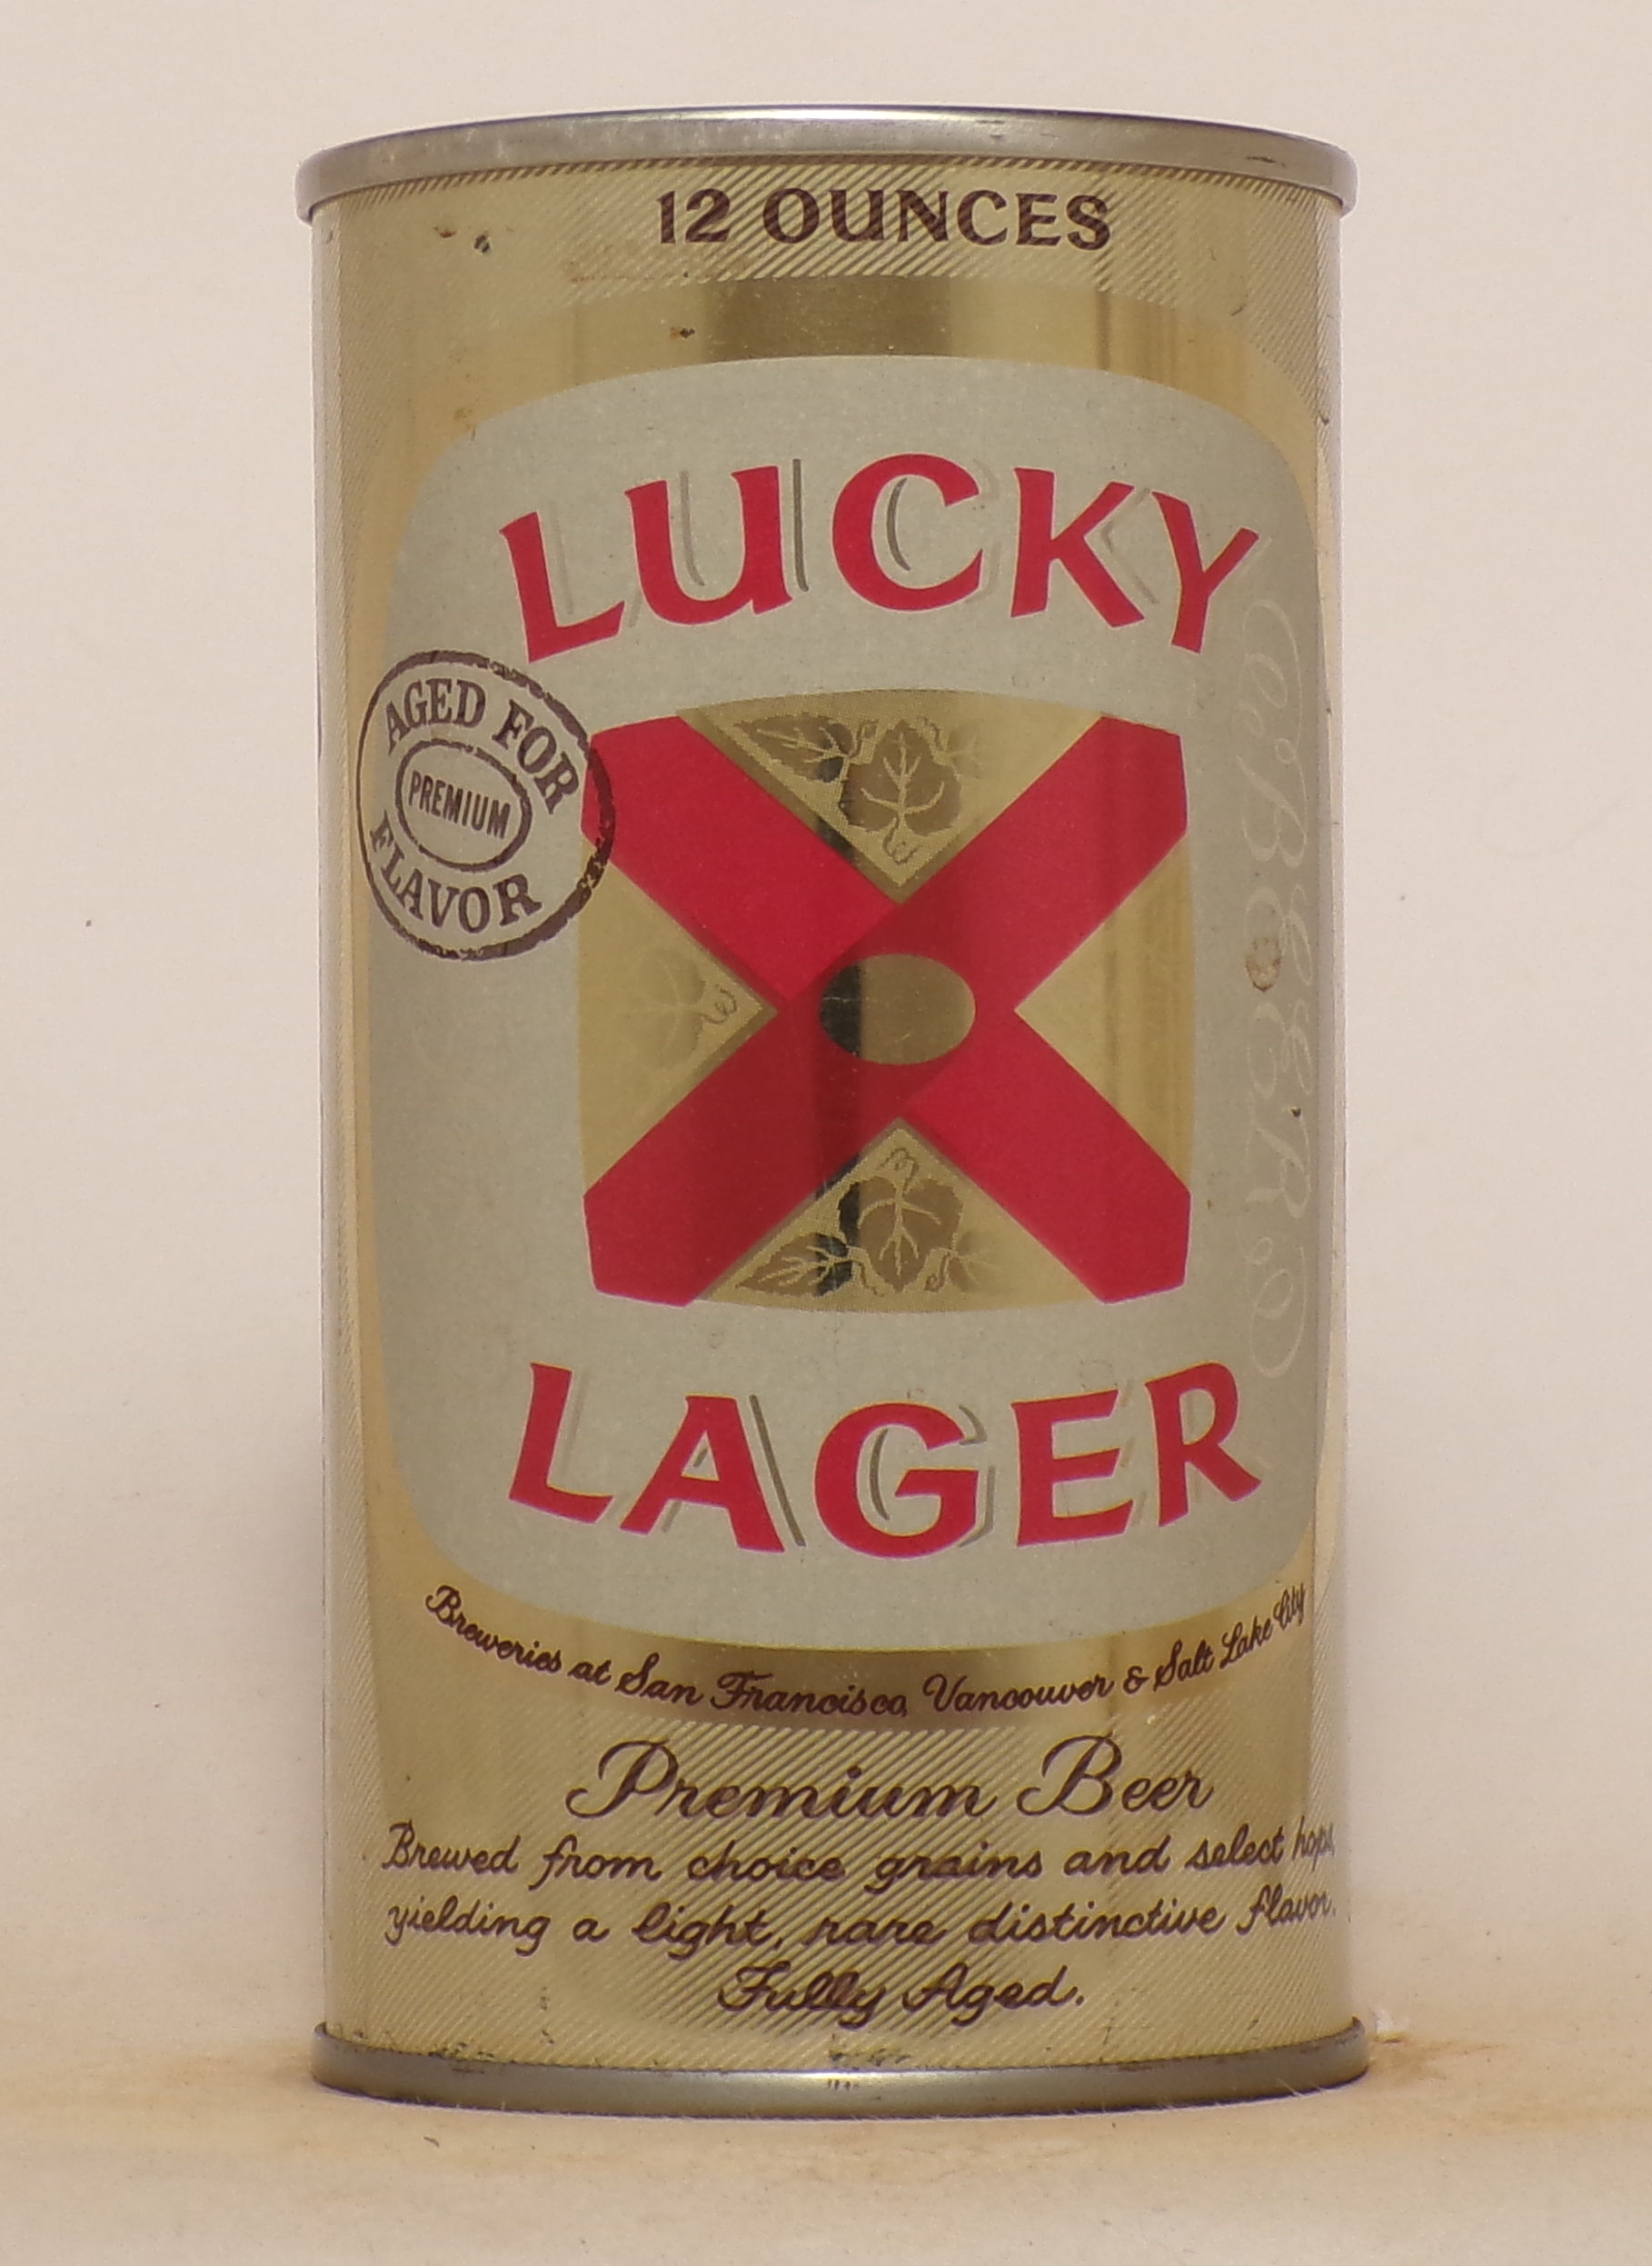 12 OUNCES
LUCKY
AGED FOR
PREMIUM
FLAVOR
LAGER
Breweries at San Francisco, Vancouver & Salt Lake City
Premium Beer
Brewed from choice grains and select hops,
yielding a light, rare distinctive flavor.
Fully Aged.